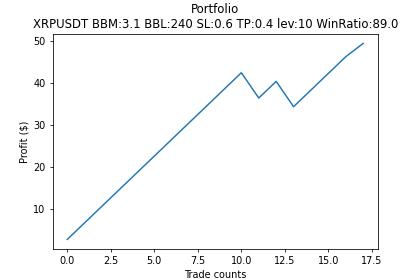 Portfolio
XRPUSDT BBM:3.1 BBL:240 SL:0.6 TP:0.4 lev:10 WinRatio:89.0
50
40
30
20
10
Profit ($)
0.0 2.5 5.0 7.5 10.0 12.5 15.0 17.5
Trade counts